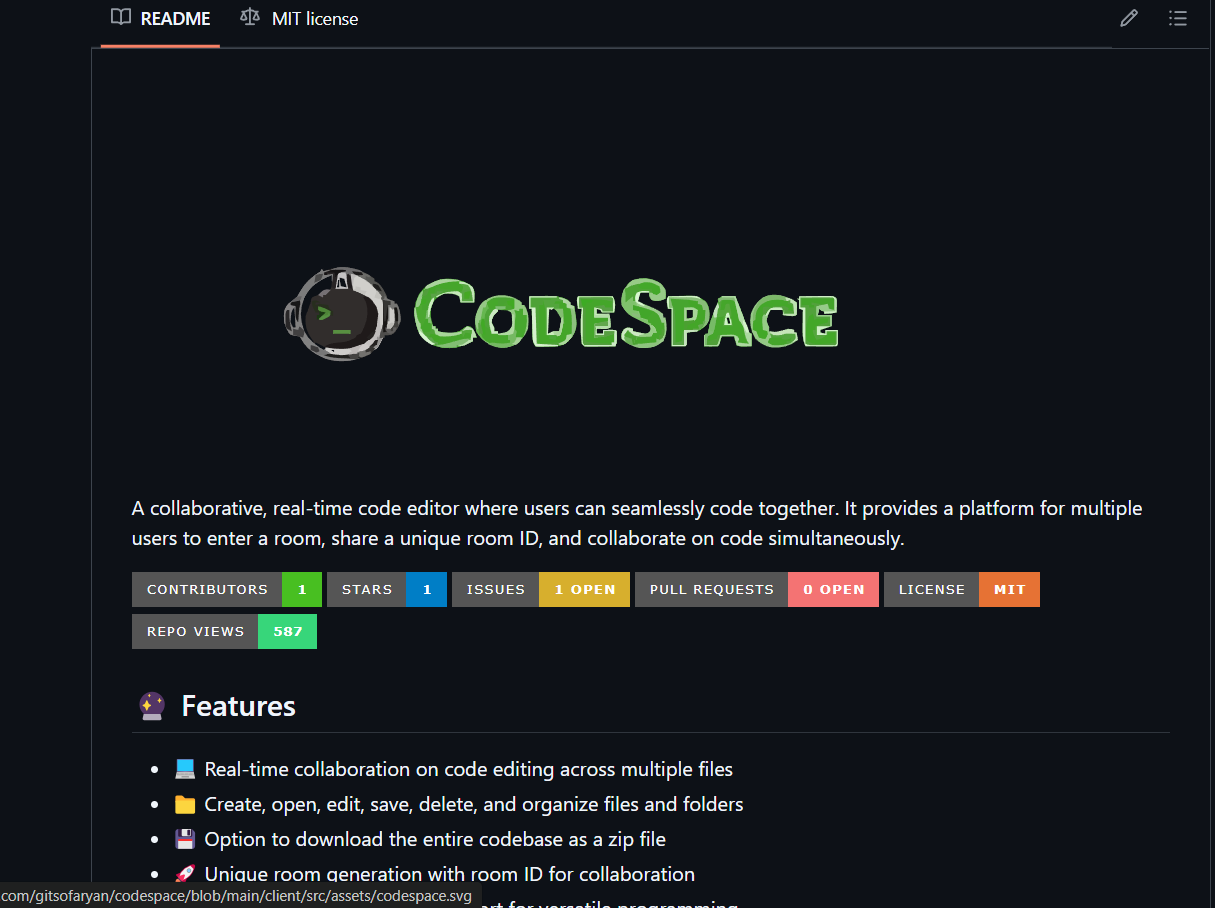 README MIT license
>_ CODESPACE
A collaborative, real-time code editor where users can seamlessly code together. It provides a platform for multiple
users to enter a room, share a unique room ID, and collaborate on code simultaneously.
CONTRIBUTORS 1 STARS 1 ISSUES 1 OPEN PULL REQUESTS 0 OPEN LICENSE MIT
REPO VIEWS 587
Features
Real-time collaboration on code editing across multiple files
Create, open, edit, save, delete, and organize files and folders
Option to download the entire codebase as a zip file
Unique room generation with room ID for collaboration
com/gitsofaryan/codespace/blob/main/client/src/assets/codespace.svg
for versatile programming